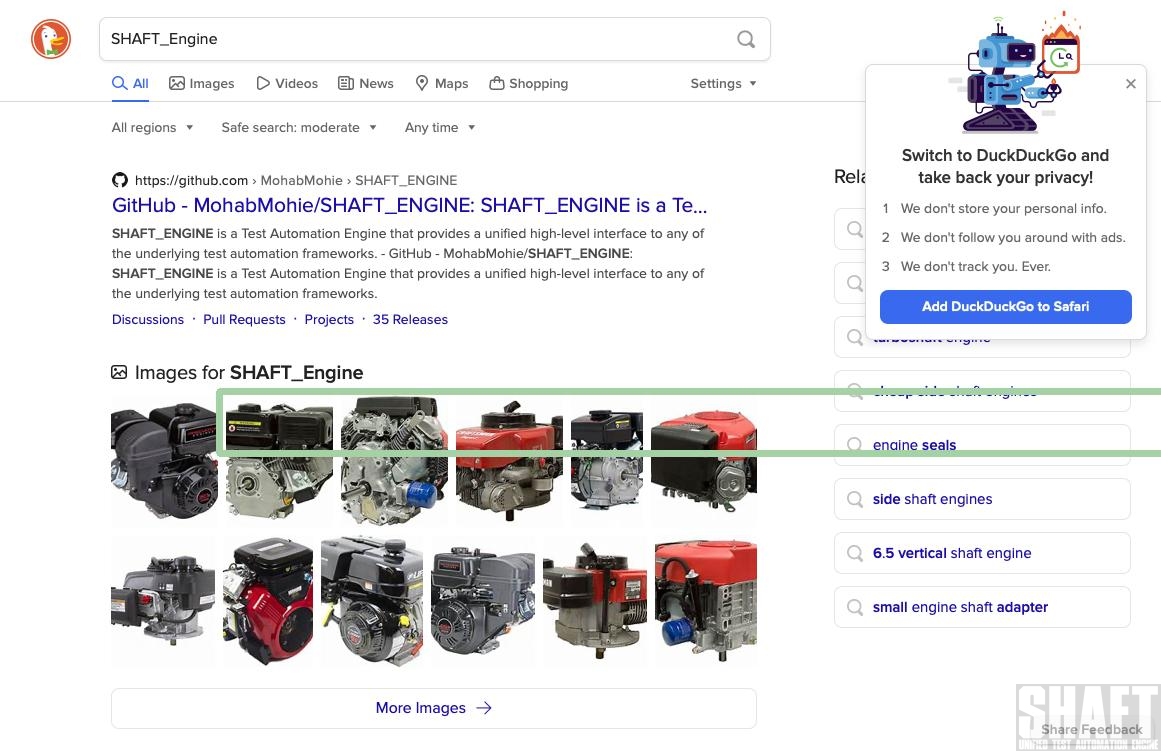 SHAFT_Engine
All
Images
Videos
News
Maps
Shopping
Settings
All regions
Safe search: moderate
Any time
https://github.com › MohabMohie › SHAFT_ENGINE
GitHub - MohabMohie/SHAFT_ENGINE: SHAFT_ENGINE is a Te...
SHAFT_ENGINE is a Test Automation Engine that provides a unified high-level interface to any of
the underlying test automation frameworks. - GitHub - MohabMohie/SHAFT_ENGINE:
SHAFT_ENGINE is a Test Automation Engine that provides a unified high-level interface to any of
the underlying test automation frameworks.
Discussions · Pull Requests · Projects · 35 Releases
Images for SHAFT_Engine
More Images
Switch to DuckDuckGo and
take back your privacy!
1 We don't store your personal info.
2 We don't follow you around with ads.
3 We don't track you. Ever.
Add DuckDuckGo to Safari
Rela
turboshaft engine
cheap side shaft engines
engine seals
side shaft engines
6.5 vertical shaft engine
small engine shaft adapter
SHAFT
Share Feedback